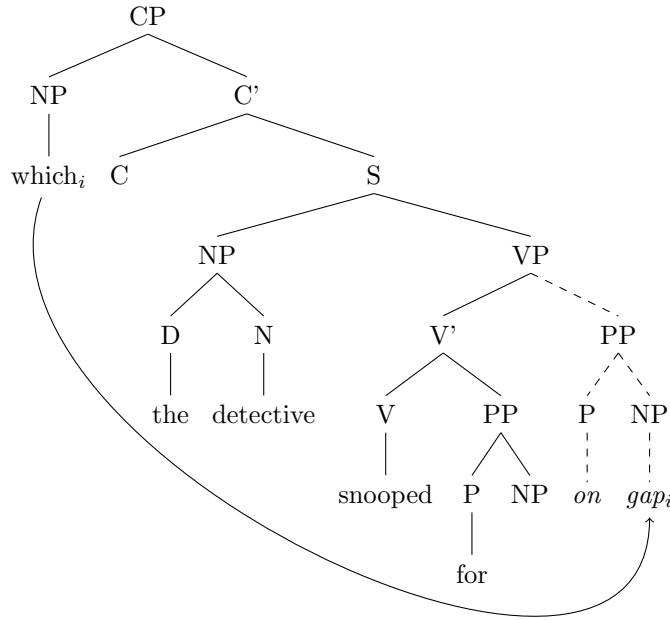 CP
NP C'
which_i C S
NP VP
D N V' PP
the detective V PP P NP
snooped P NP on gap_i
for